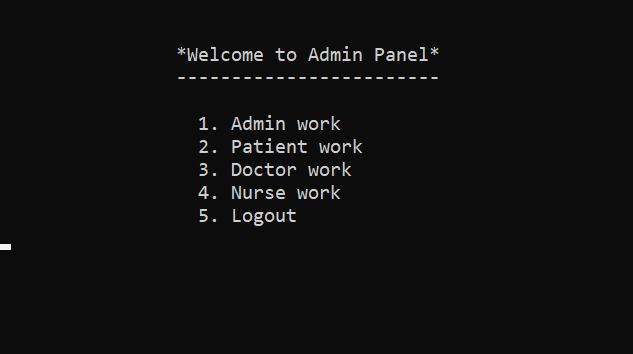 *Welcome to Admin Panel*
------------------------
1. Admin work
2. Patient work
3. Doctor work
4. Nurse work
5. Logout